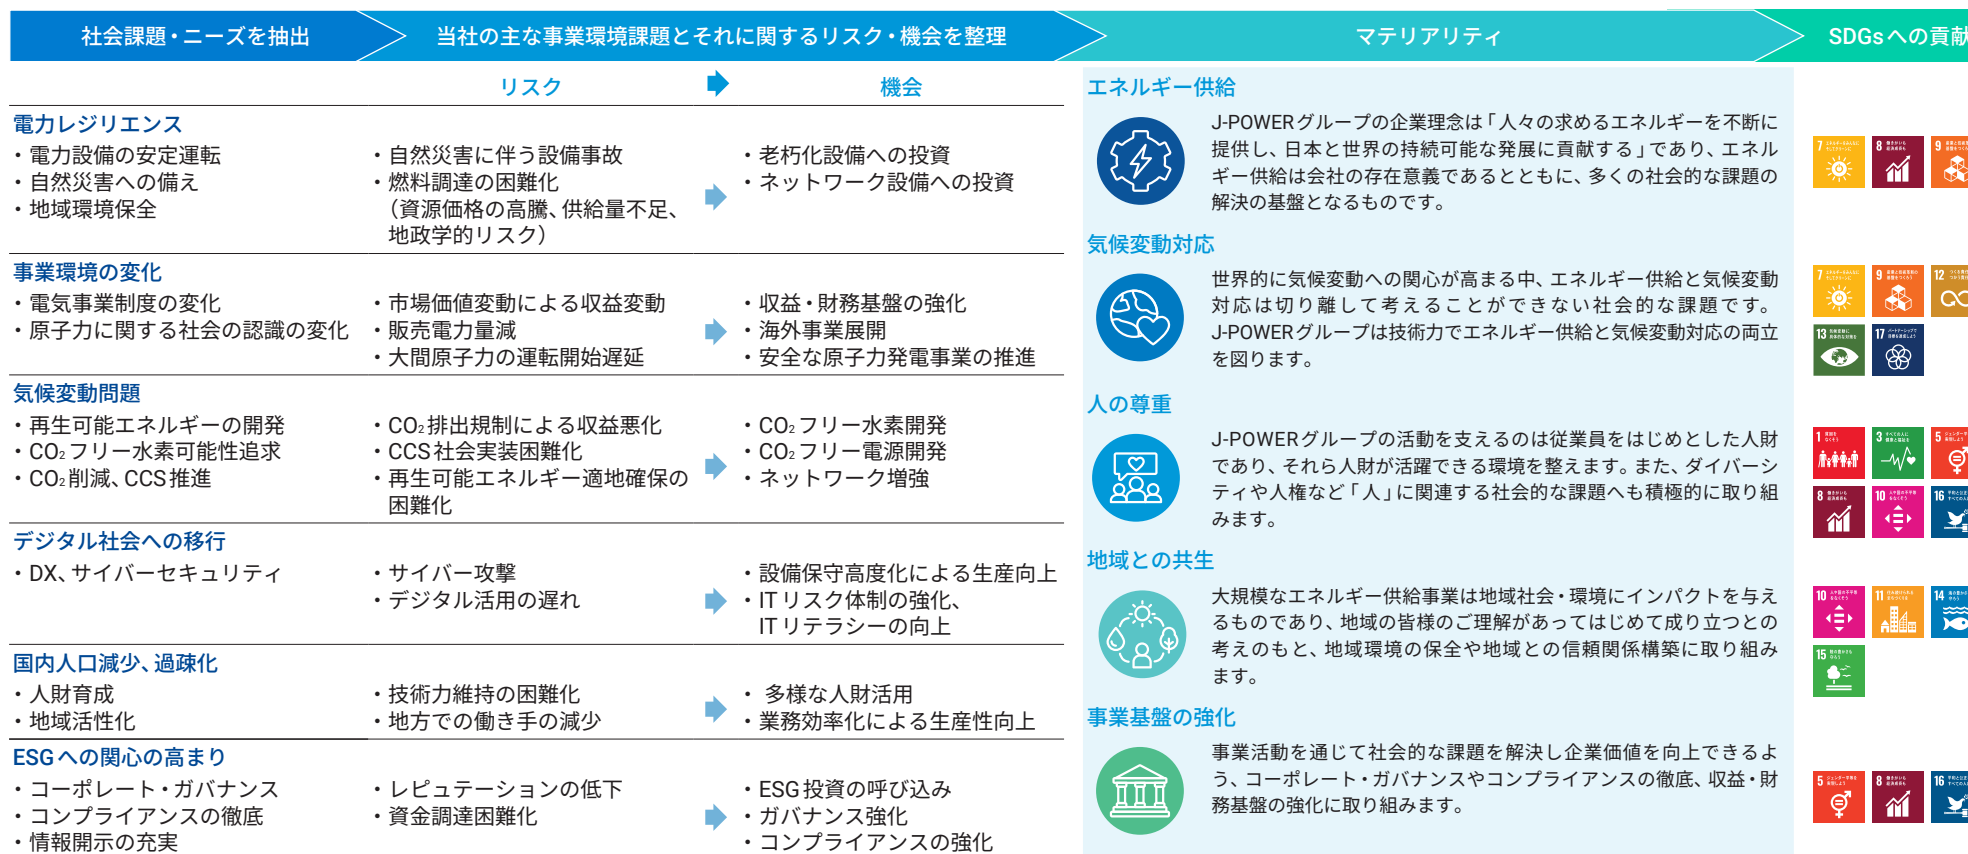 社会課題・ニーズを抽出
当社の主な事業環境課題とそれに関するリスク・機会を整理
マテリアリティ
SDGsへの貢献
リスク
機会
電力レジリエンス
・電力設備の安定運転
・自然災害への備え
・地域環境保全
・自然災害に伴う設備事故
・燃料調達の困難化
（資源価格の高騰、供給量不足、
地政学的リスク）
・老朽化設備への投資
・ネットワーク設備への投資
事業環境の変化
・電気事業制度の変化
・原子力に関する社会の認識の変化
・市場価値変動による収益変動
・販売電力量減
・大間原子力の運転開始遅延
・収益・財務基盤の強化
・海外事業展開
・安全な原子力発電事業の推進
気候変動問題
・再生可能エネルギーの開発
・CO₂フリー水素可能性追求
・CO₂削減、CCS推進
・CO₂排出規制による収益悪化
・CCS社会実装困難化
・再生可能エネルギー適地確保の
困難化
・CO₂フリー水素開発
・CO₂フリー電源開発
・ネットワーク増強
デジタル社会への移行
・DX、サイバーセキュリティ
・サイバー攻撃
・デジタル活用の遅れ
・設備保守高度化による生産向上
・ITリスク体制の強化、
ITリテラシーの向上
国内人口減少、過疎化
・人財育成
・地域活性化
・技術力維持の困難化
・地方での働き手の減少
・多様な人財活用
・業務効率化による生産性向上
ESGへの関心の高まり
・コーポレート・ガバナンス
・コンプライアンスの徹底
・情報開示の充実
・レピュテーションの低下
・資金調達困難化
・ESG投資の呼び込み
・ガバナンス強化
・コンプライアンスの強化
エネルギー供給
J-POWERグループの企業理念は「人々の求めるエネルギーを不断に
提供し、日本と世界の持続可能な発展に貢献する」であり、エネル
ギー供給は会社の存在意義であるとともに、多くの社会的な課題の
解決の基盤となるものです。
7
8
9
気候変動対応
世界的に気候変動への関心が高まる中、エネルギー供給と気候変動
対応は切り離して考えることができない社会的な課題です。
J-POWERグループは技術力でエネルギー供給と気候変動対応の両立
を図ります。
7
9
12
13
17
人の尊重
J-POWERグループの活動を支えるのは従業員をはじめとした人財
であり、それら人財が活躍できる環境を整えます。また、ダイバーシ
ティや人権など「人」に関連する社会的な課題へも積極的に取り組
みます。
1
3
5
8
10
16
地域との共生
大規模なエネルギー供給事業は地域社会・環境にインパクトを与え
るものであり、地域の皆様のご理解があってはじめて成り立つとの
考えのもと、地域環境の保全や地域との信頼関係構築に取り組み
ます。
10
11
14
15
事業基盤の強化
事業活動を通じて社会的な課題を解決し企業価値を向上できるよ
う、コーポレート・ガバナンスやコンプライアンスの徹底、収益・財
務基盤の強化に取り組みます。
5
8
16